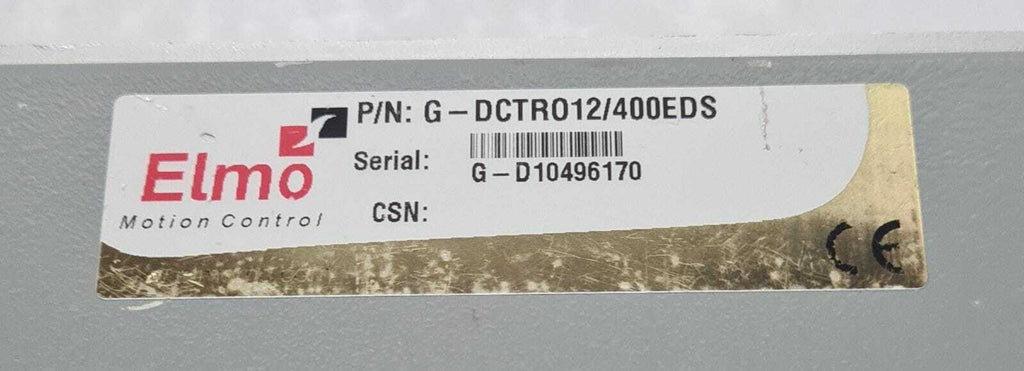 Elmo
Motion Control
P/N: G-DCTRO12/400EDS
Serial:
G-D10496170
CSN:
CE